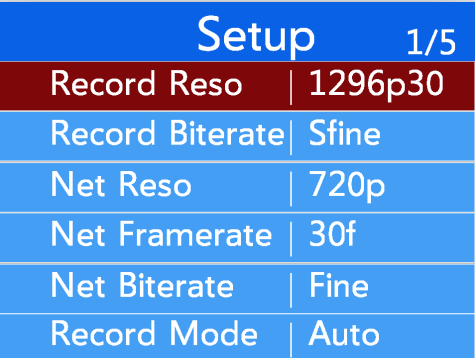 Setup 1/5
Record Reso | 1296p30
Record Biterate | Sfine
Net Reso | 720p
Net Framerate | 30f
Net Biterate | Fine
Record Mode | Auto